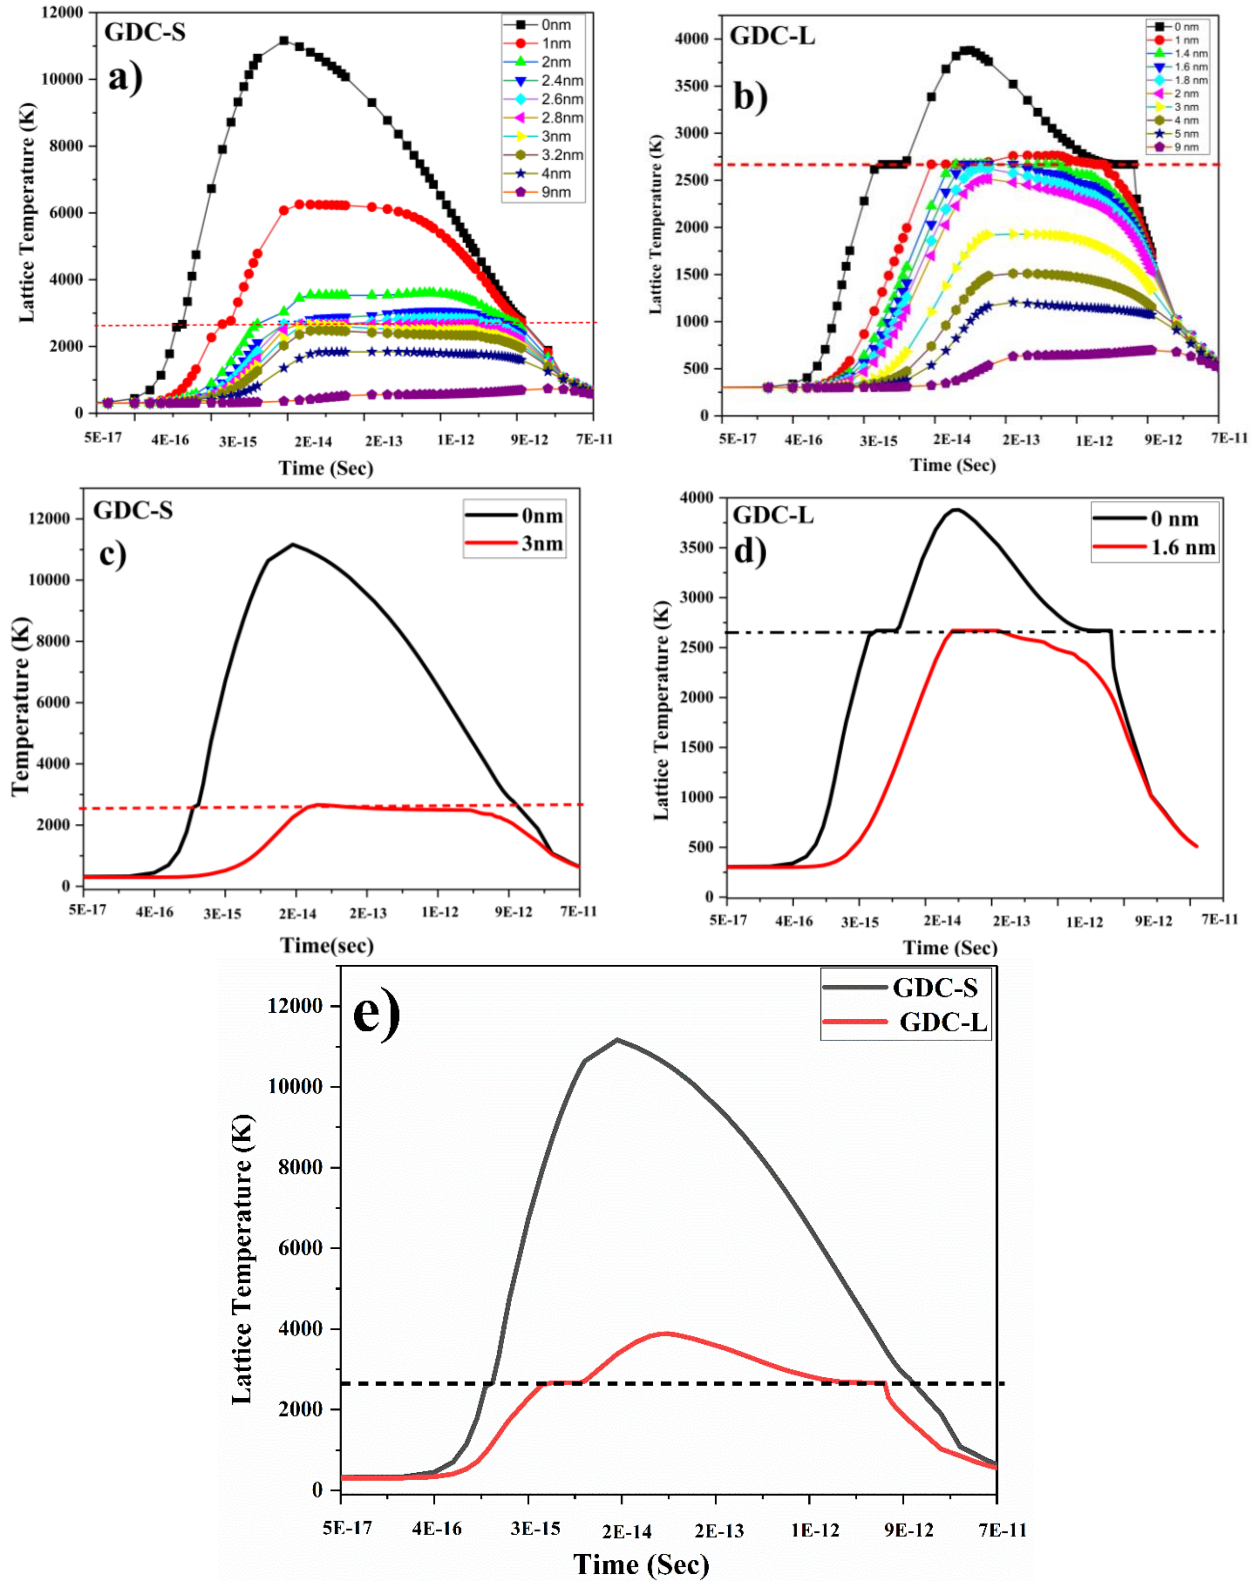 GDC-S
a)
Lattice Temperature (K)
12000
10000
8000
6000
4000
2000
0
0nm
1nm
2nm
2.4nm
2.6nm
2.8nm
3nm
3.2nm
4nm
9nm
5E-17 4E-16 3E-15 2E-14 2E-13 1E-12 9E-12 7E-11
Time (Sec)
GDC-L
b)
Lattice Temperature (K)
4000
3500
3000
2500
2000
1500
1000
500
0
0 nm
1 nm
1.4 nm
1.6 nm
1.8 nm
2 nm
3 nm
4 nm
5 nm
9 nm
5E-17 4E-16 3E-15 2E-14 2E-13 1E-12 9E-12 7E-11
Time (Sec)
GDC-S
c)
Temperature (K)
12000
10000
8000
6000
4000
2000
0
0nm
3nm
5E-17 4E-16 3E-15 2E-14 2E-13 1E-12 9E-12 7E-11
Time(sec)
GDC-L
d)
Lattice Temperature (K)
4000
3500
3000
2500
2000
1500
1000
500
0
0 nm
1.6 nm
5E-17 4E-16 3E-15 2E-14 2E-13 1E-12 9E-12 7E-11
Time (Sec)
e)
Lattice Temperature (K)
12000
10000
8000
6000
4000
2000
0
GDC-S
GDC-L
5E-17 4E-16 3E-15 2E-14 2E-13 1E-12 9E-12 7E-11
Time (Sec)